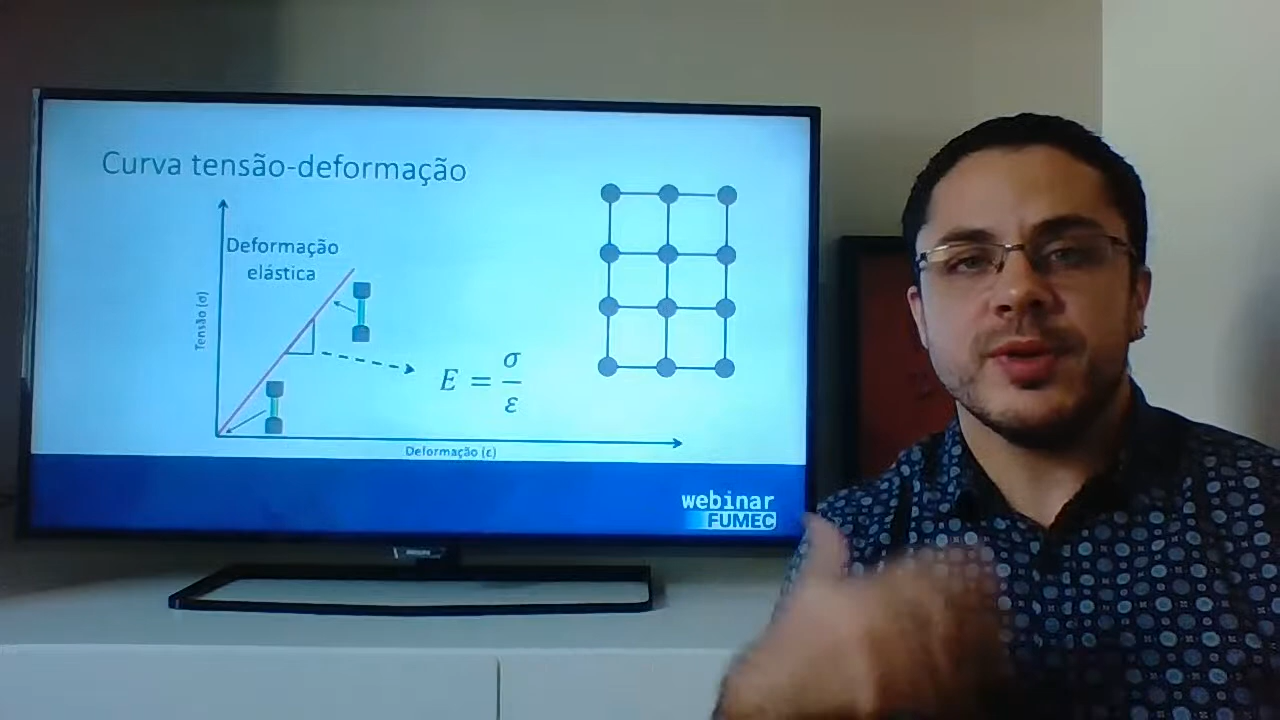 Curva tensão-deformação
Deformação
elástica
Tensão (σ)
E = σ/ε
Deformação (ε)
webinar
FUMEC